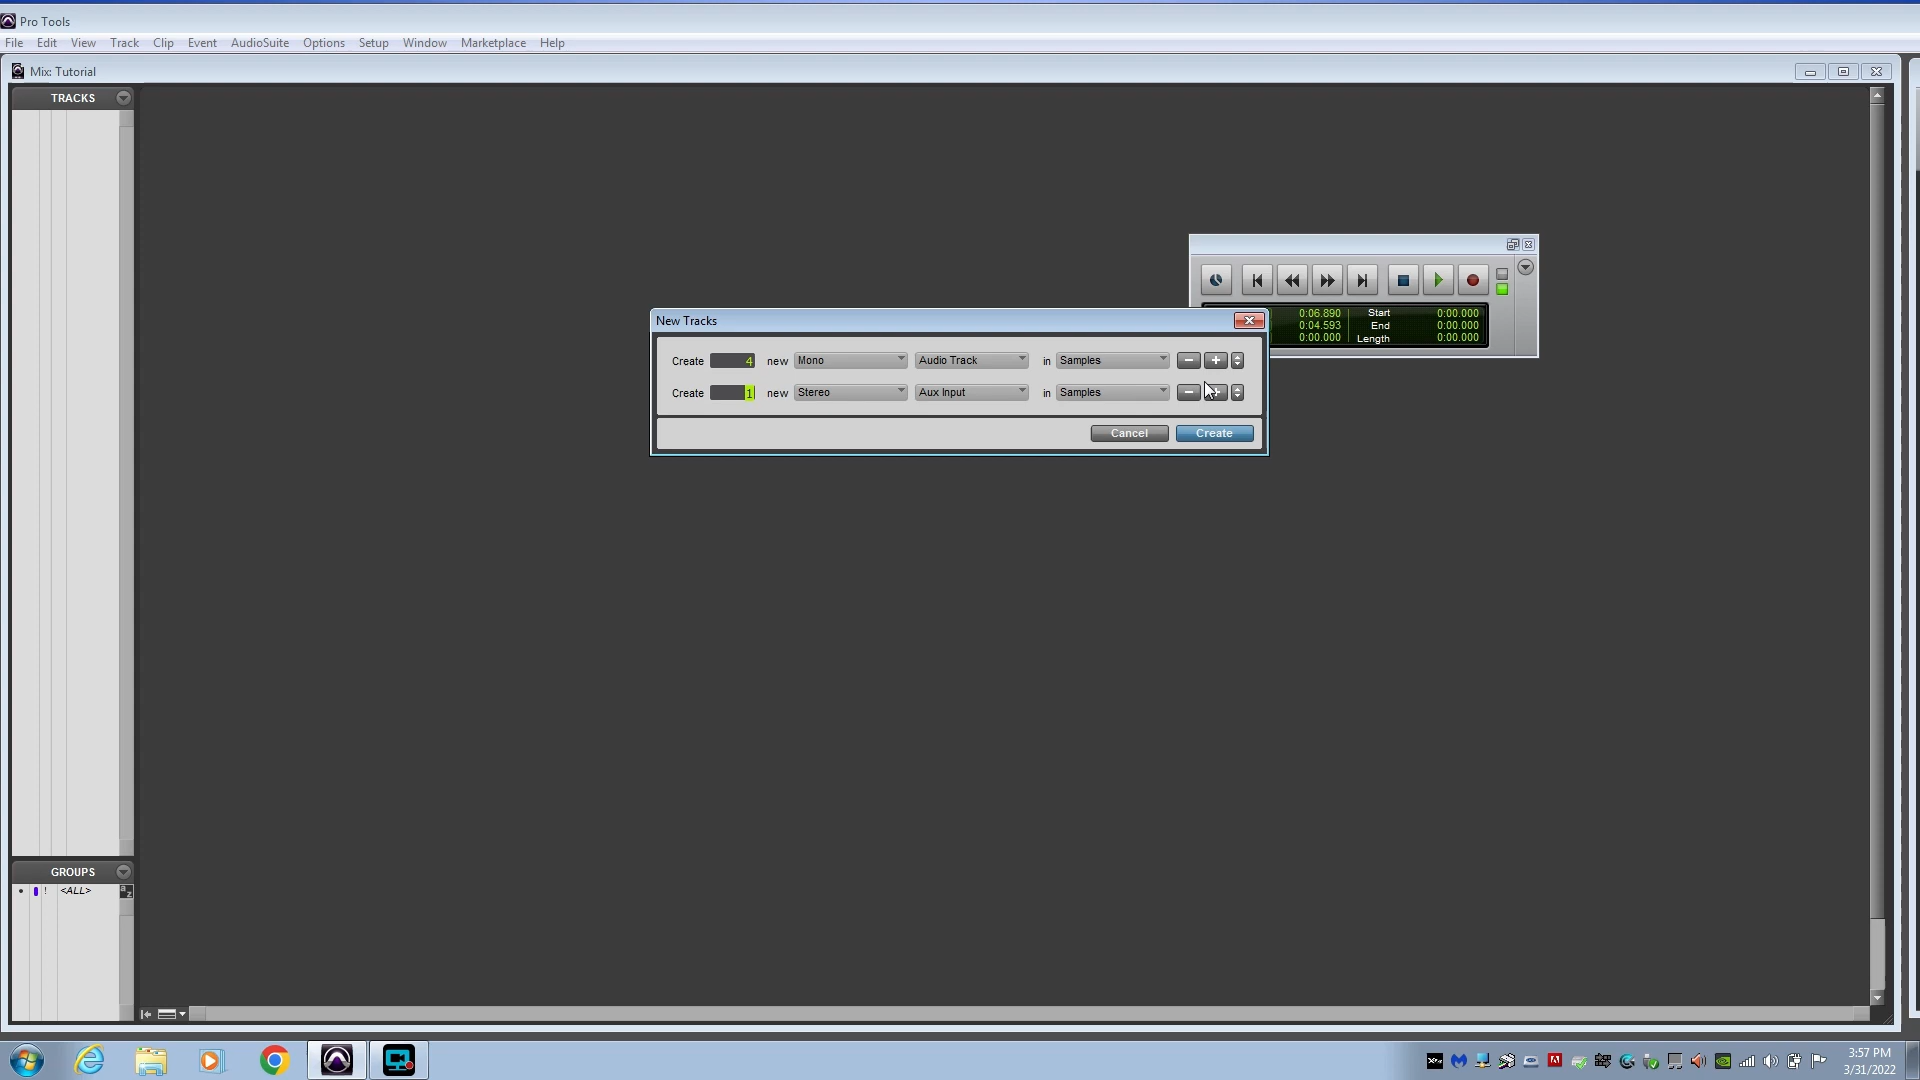 Pro Tools
File Edit View Track Clip Event AudioSuite Options Setup Window Marketplace Help
Mix: Tutorial
TRACKS
New Tracks
0:06.890 Start 0:00.000
0:04.593 End 0:00.000
0:00.000 Length 0:00.000
Create 4 new Mono Audio Track in Samples
Create 1 new Stereo Aux Input in Samples
Cancel Create
GROUPS
! <ALL> a z
3:57 PM
3/31/2022